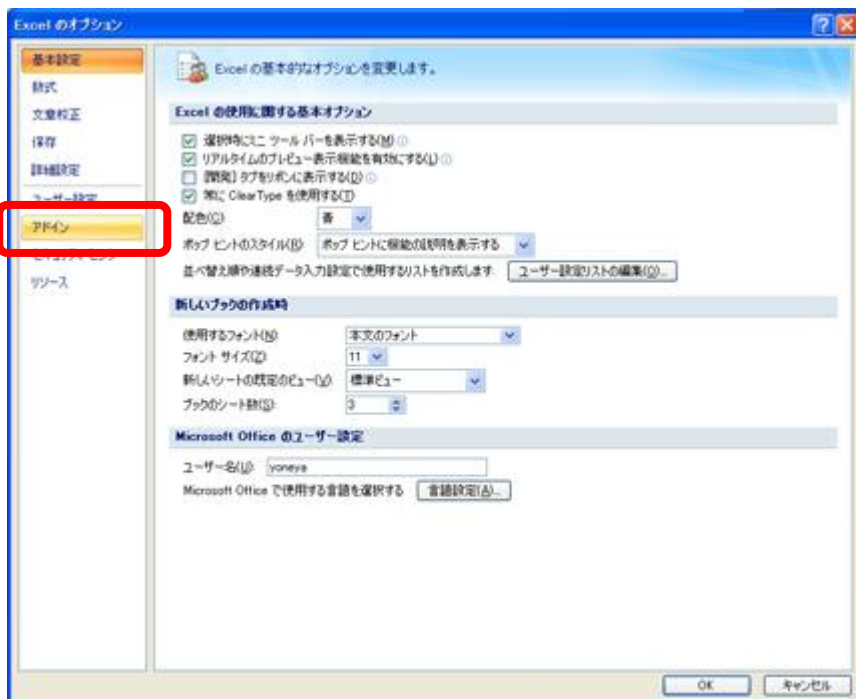 Excel のオプション
基本設定
数式
文章校正
保存
詳細設定
ユーザー設定
アドイン
リソース
Excel の基本的なオプションを変更します。
Excel の使用に関する基本オプション
選択時にミニ ツール バーを表示する(M)
リアルタイムのプレビュー表示機能を有効にする(L)
[開発] タブをリボンに表示する(D)
常に ClearType を使用する(T)
配色(C) 青
ポップ ヒントのスタイル(R): ポップ ヒントに機能の説明を表示する
並べ替え順や連続データ入力設定で使用するリストを作成します: ユーザー設定リストの編集(O)...
新しいブックの作成時
使用するフォント(N): 本文のフォント
フォント サイズ(Z): 11
新しいシートの既定のビュー(V): 標準ビュー
ブックのシート数(S): 3
Microsoft Office のユーザー設定
ユーザー名(U): yoneya
Microsoft Office で使用する言語を選択する 言語設定(A)...
OK キャンセル